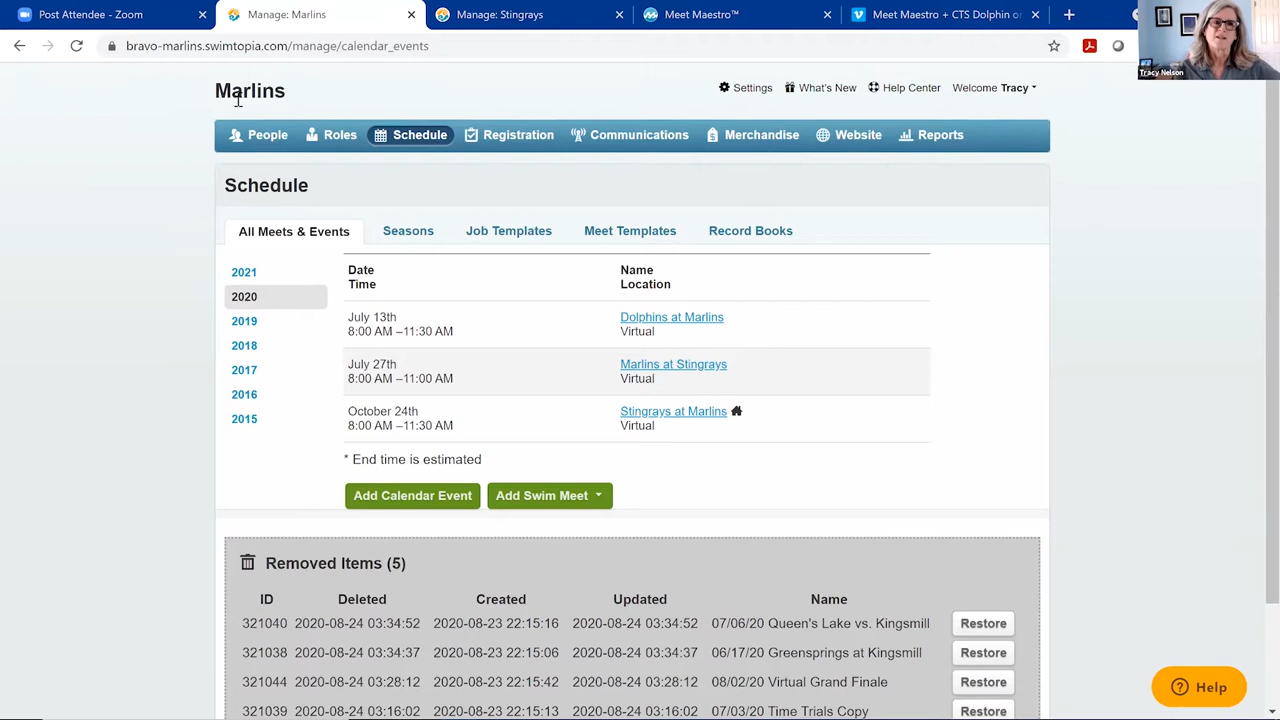 Post Attendee - Zoom
Manage: Marlins
Manage: Stingrays
Meet Maestro™
Meet Maestro + CTS Dolphin o
bravo-marlins.swimtopia.com/manage/calendar_events
Tracy Nelson
Marlins
Settings
What's New
Help Center
Welcome Tracy
People
Roles
Schedule
Registration
Communications
Merchandise
Website
Reports
Schedule
All Meets & Events
Seasons
Job Templates
Meet Templates
Record Books
2021
2020
2019
2018
2017
2016
2015
Date
Time
Name
Location
July 13th
8:00 AM –11:30 AM
Dolphins at Marlins
Virtual
July 27th
8:00 AM –11:00 AM
Marlins at Stingrays
Virtual
October 24th
8:00 AM –11:30 AM
Stingrays at Marlins
Virtual
* End time is estimated
Add Calendar Event
Add Swim Meet
Removed Items (5)
ID Deleted Created Updated Name
321040 2020-08-24 03:34:52 2020-08-23 22:15:16 2020-08-24 03:34:52 07/06/20 Queen's Lake vs. Kingsmill Restore
321038 2020-08-24 03:34:37 2020-08-23 22:15:06 2020-08-24 03:34:37 06/17/20 Greensprings at Kingsmill Restore
321044 2020-08-24 03:28:12 2020-08-23 22:15:42 2020-08-24 03:28:12 08/02/20 Virtual Grand Finale Restore
321039 2020-08-24 03:16:02 2020-08-23 22:15:13 2020-08-24 03:16:02 07/03/20 Time Trials Copy Restore
Help